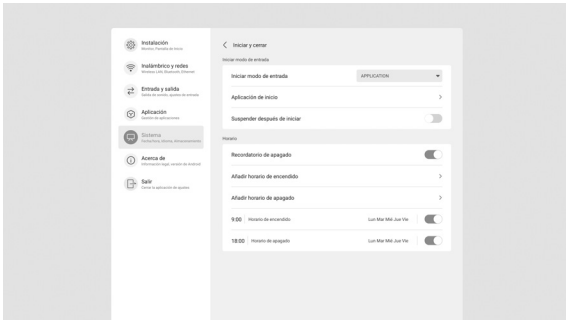 Instalación
Monitor, Pantalla de inicio
Inalámbrico y redes
Wireless LAN, Bluetooth, Ethernet
Entrada y salida
Salida de sonido, ajustes de entrada
Aplicación
Gestión de aplicaciones
Sistema
Fecha/hora, Idioma, Almacenamiento
Acerca de
Información legal, versión de Android
Salir
Cerrar la aplicación de ajustes
Iniciar y cerrar
Iniciar modo de entrada
Iniciar modo de entrada APPLICATION
Aplicación de inicio
Suspender después de iniciar
Horario
Recordatorio de apagado
Añadir horario de encendido
Añadir horario de apagado
9:00 Horario de encendido Lun Mar Mié Jue Vie
18:00 Horario de apagado Lun Mar Mié Jue Vie